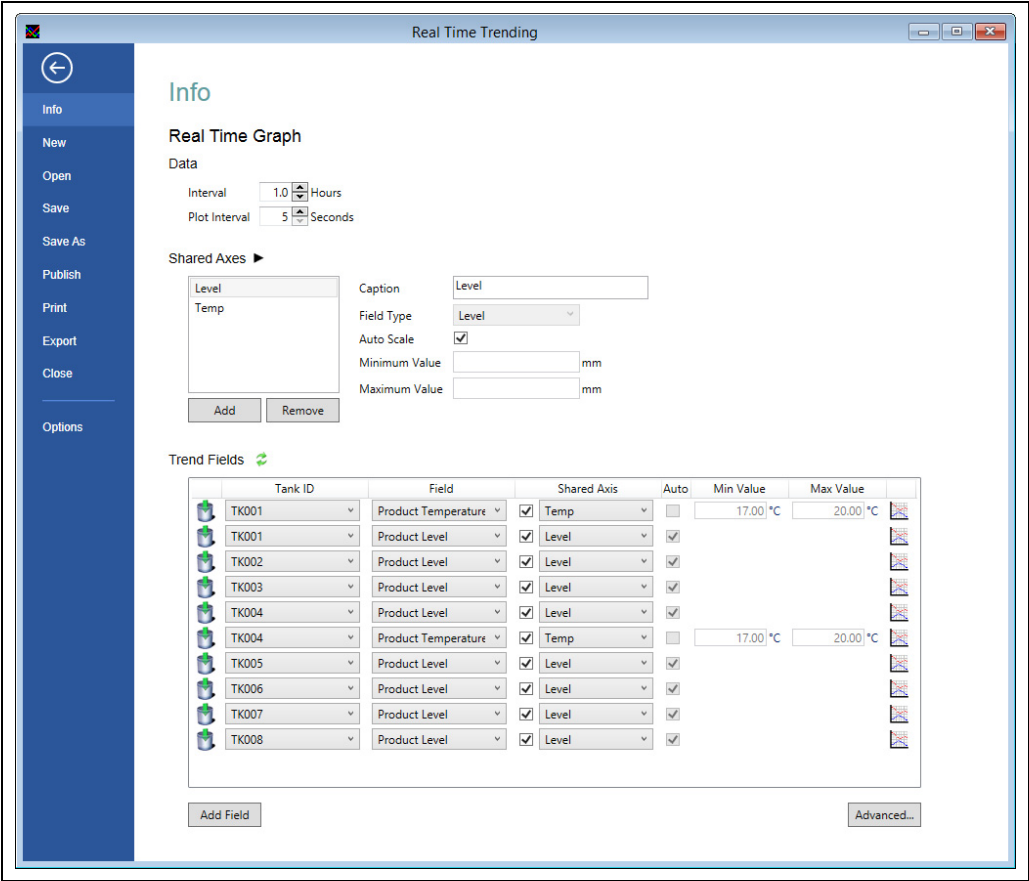 Real Time Trending
Info
Info
New
Open
Save
Save As
Publish
Print
Export
Close
Options
Real Time Graph
Data
Interval 1.0 Hours
Plot Interval 5 Seconds
Shared Axes
Level
Temp
Add Remove
Caption Level
Field Type Level
Auto Scale
Minimum Value mm
Maximum Value mm
Trend Fields
Tank ID Field Shared Axis Auto Min Value Max Value
TK001 Product Temperature Temp 17.00 °C 20.00 °C
TK001 Product Level Level
TK002 Product Level Level
TK003 Product Level Level
TK004 Product Level Level
TK004 Product Temperature Temp 17.00 °C 20.00 °C
TK005 Product Level Level
TK006 Product Level Level
TK007 Product Level Level
TK008 Product Level Level
Add Field Advanced...